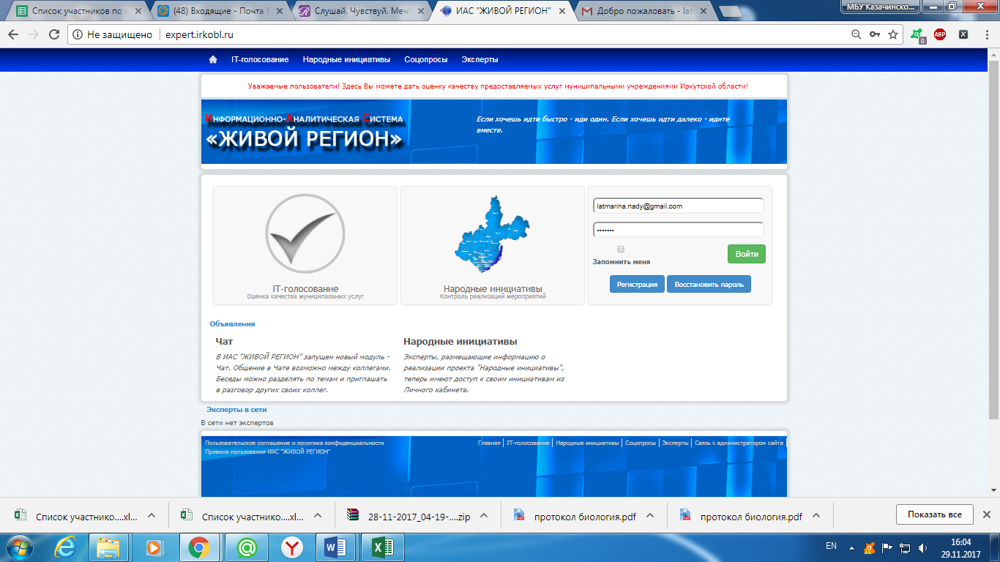 Список участников по м
(48) Входящие - Почта М
Слушай. Чувствуй. Мечт
ИАС "ЖИВОЙ РЕГИОН"
Добро пожаловать - lat
МБУ Казачинско...
Не защищено
expert.irkobl.ru
0
ABP
IT-голосование
Народные инициативы
Соцопросы
Эксперты
Уважаемые пользователи! Здесь Вы можете дать оценку качеству предоставляемых услуг муниципальными учреждениями Иркутской области!
Информационно-Аналитическая Система
«ЖИВОЙ РЕГИОН»
Если хочешь идти быстро - иди один. Если хочешь идти далеко - идите
вместе.
IT-голосование
Оценка качества муниципальных услуг
Народные инициативы
Контроль реализаций мероприятий
latmarina.nady@gmail.com
•••••••
Запомнить меня
Войти
Регистрация
Восстановить пароль
Объявления
Чат
В ИАС "ЖИВОЙ РЕГИОН" запущен новый модуль -
Чат. Общение в Чате возможно между коллегами.
Беседы можно разделять по темам и приглашать
в разговор других своих коллег.
Народные инициативы
Эксперты, размещающие информацию о
реализации проекта "Народные инициативы",
теперь имеют доступ к своим инициативам из
Личного кабинета.
Эксперты в сети
В сети нет экспертов
Пользовательское соглашение и политика конфиденциальности
Правила пользования ИАС "ЖИВОЙ РЕГИОН"
Главная
IT-голосование
Народные инициативы
Соцопросы
Эксперты
Связь с администратором сайта
Список участнико....xl...
Список участнико....xl...
28-11-2017_04-19-....zip
протокол биология.pdf
протокол биология.pdf
Показать все
EN
16:04
29.11.2017